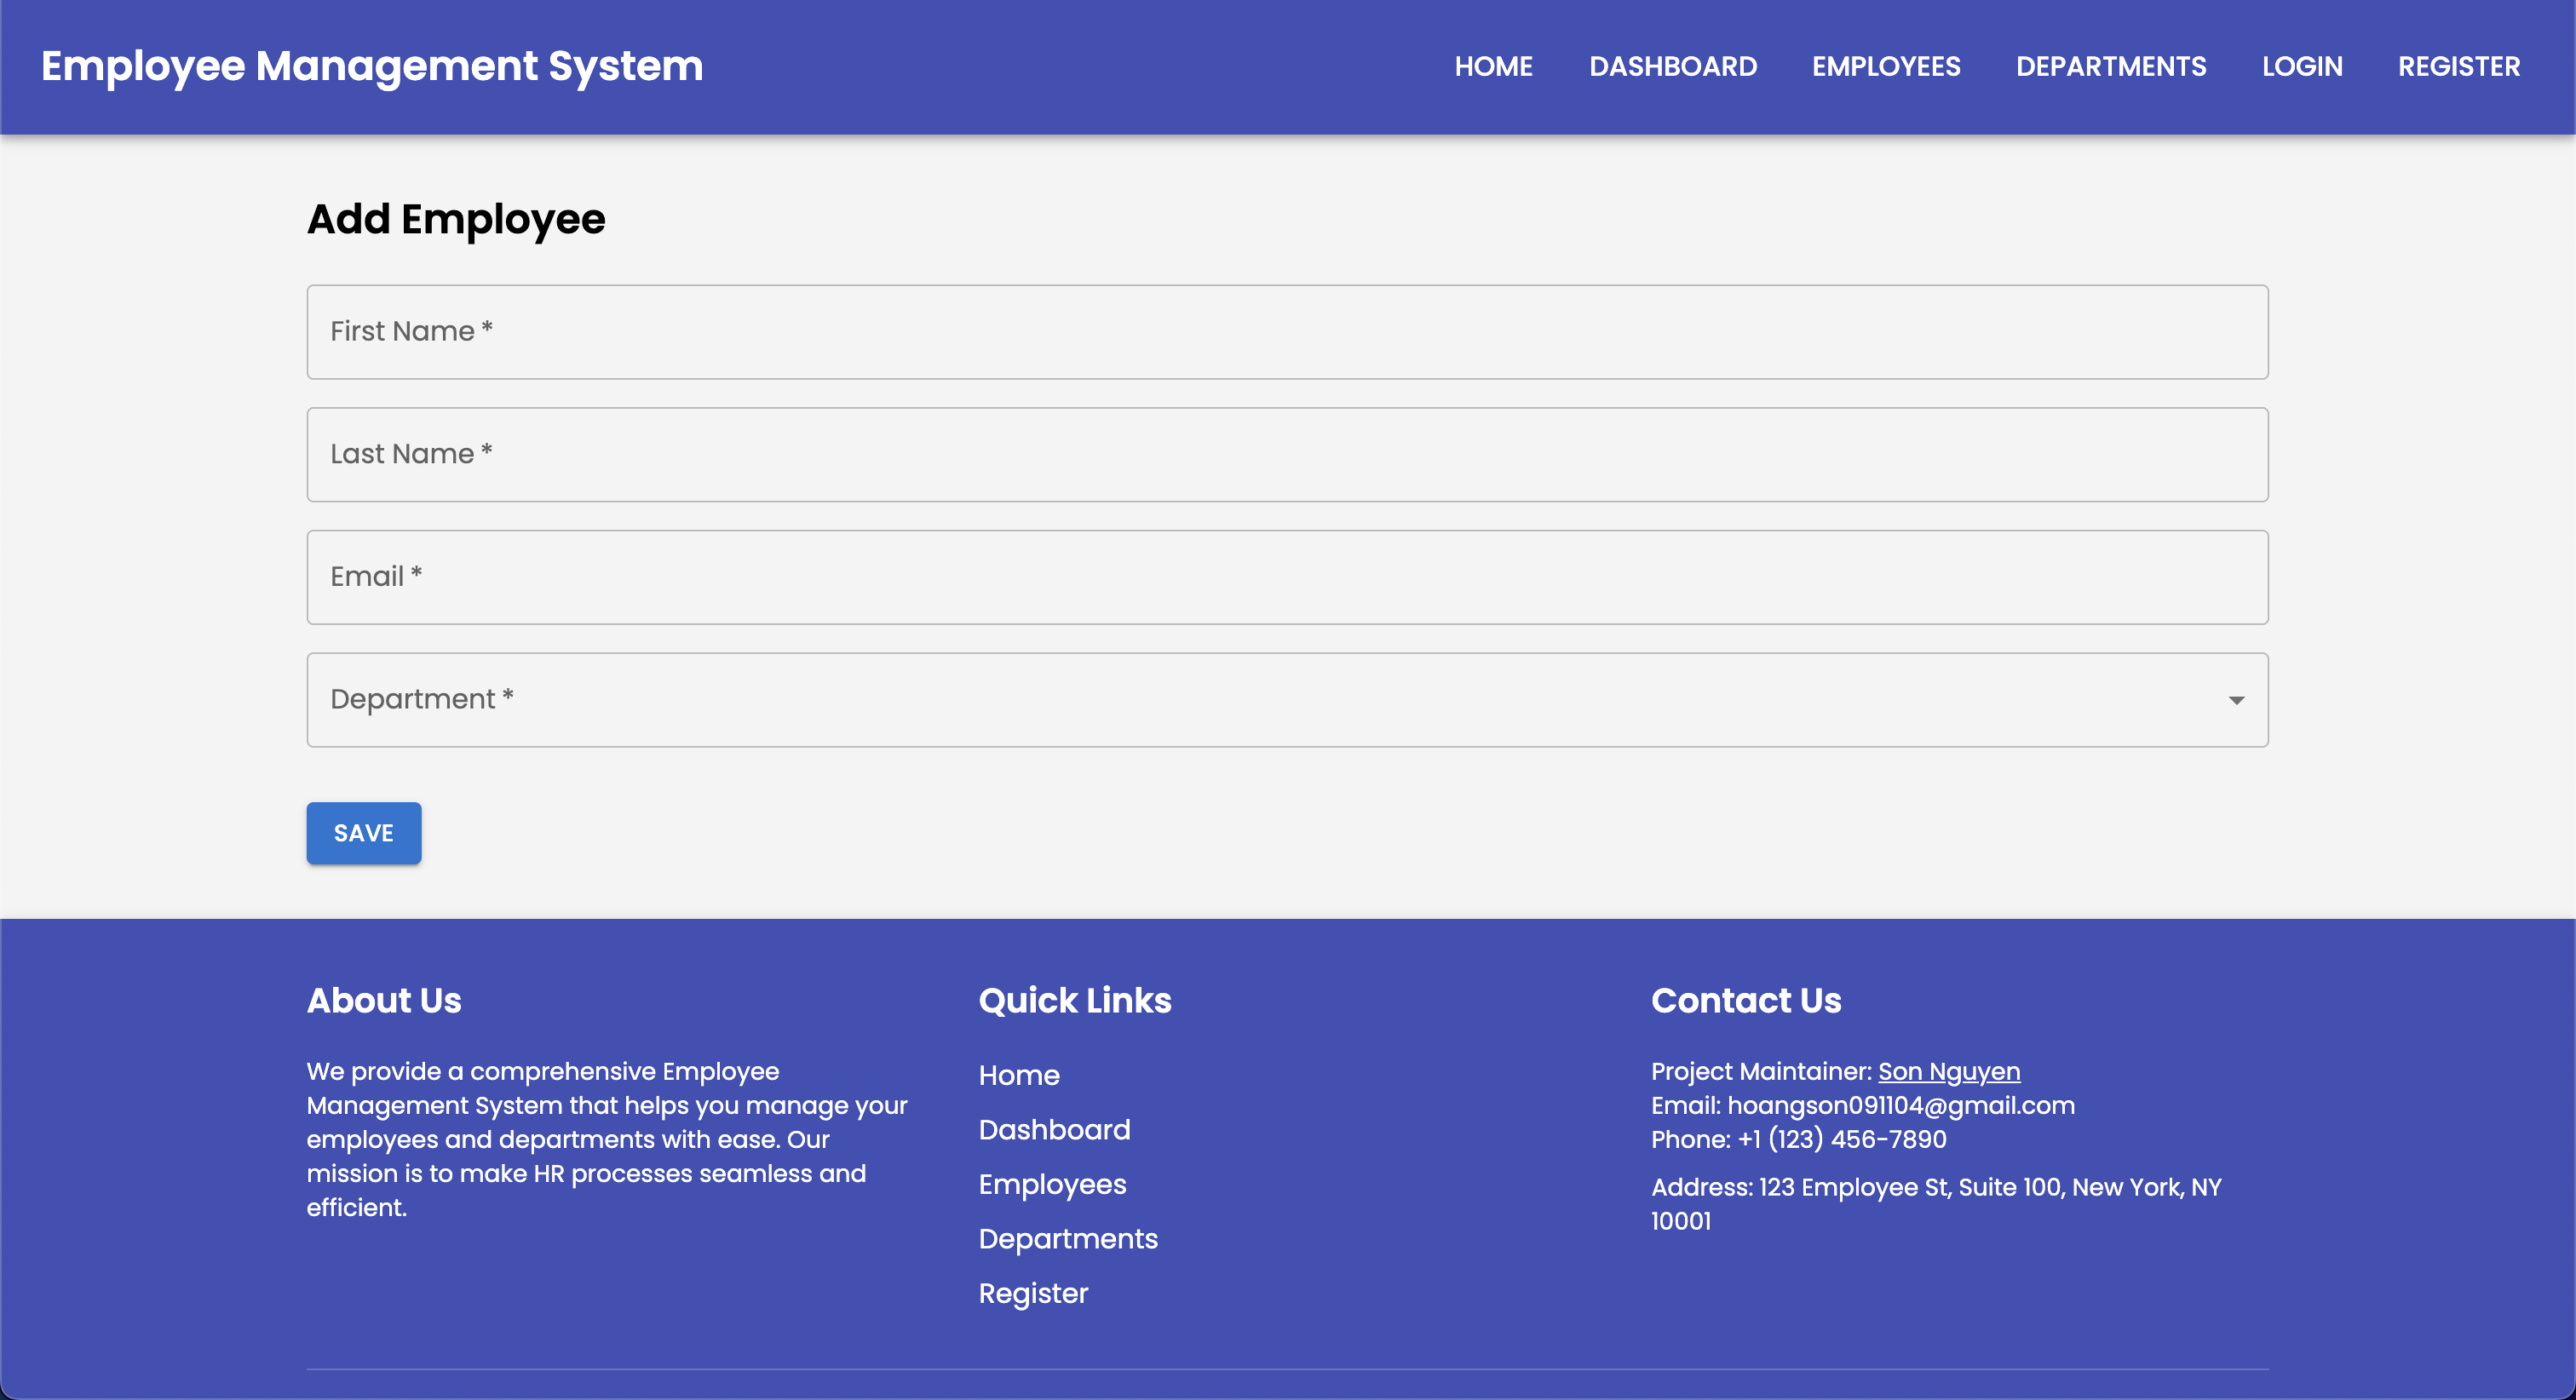 Employee Management System
HOME
DASHBOARD
EMPLOYEES
DEPARTMENTS
LOGIN
REGISTER
Add Employee
First Name *
Last Name *
Email *
Department *
SAVE
About Us
We provide a comprehensive Employee
Management System that helps you manage your
employees and departments with ease. Our
mission is to make HR processes seamless and
efficient.
Quick Links
Home
Dashboard
Employees
Departments
Register
Contact Us
Project Maintainer: Son Nguyen
Email: hoangson091104@gmail.com
Phone: +1 (123) 456-7890
Address: 123 Employee St, Suite 100, New York, NY
10001